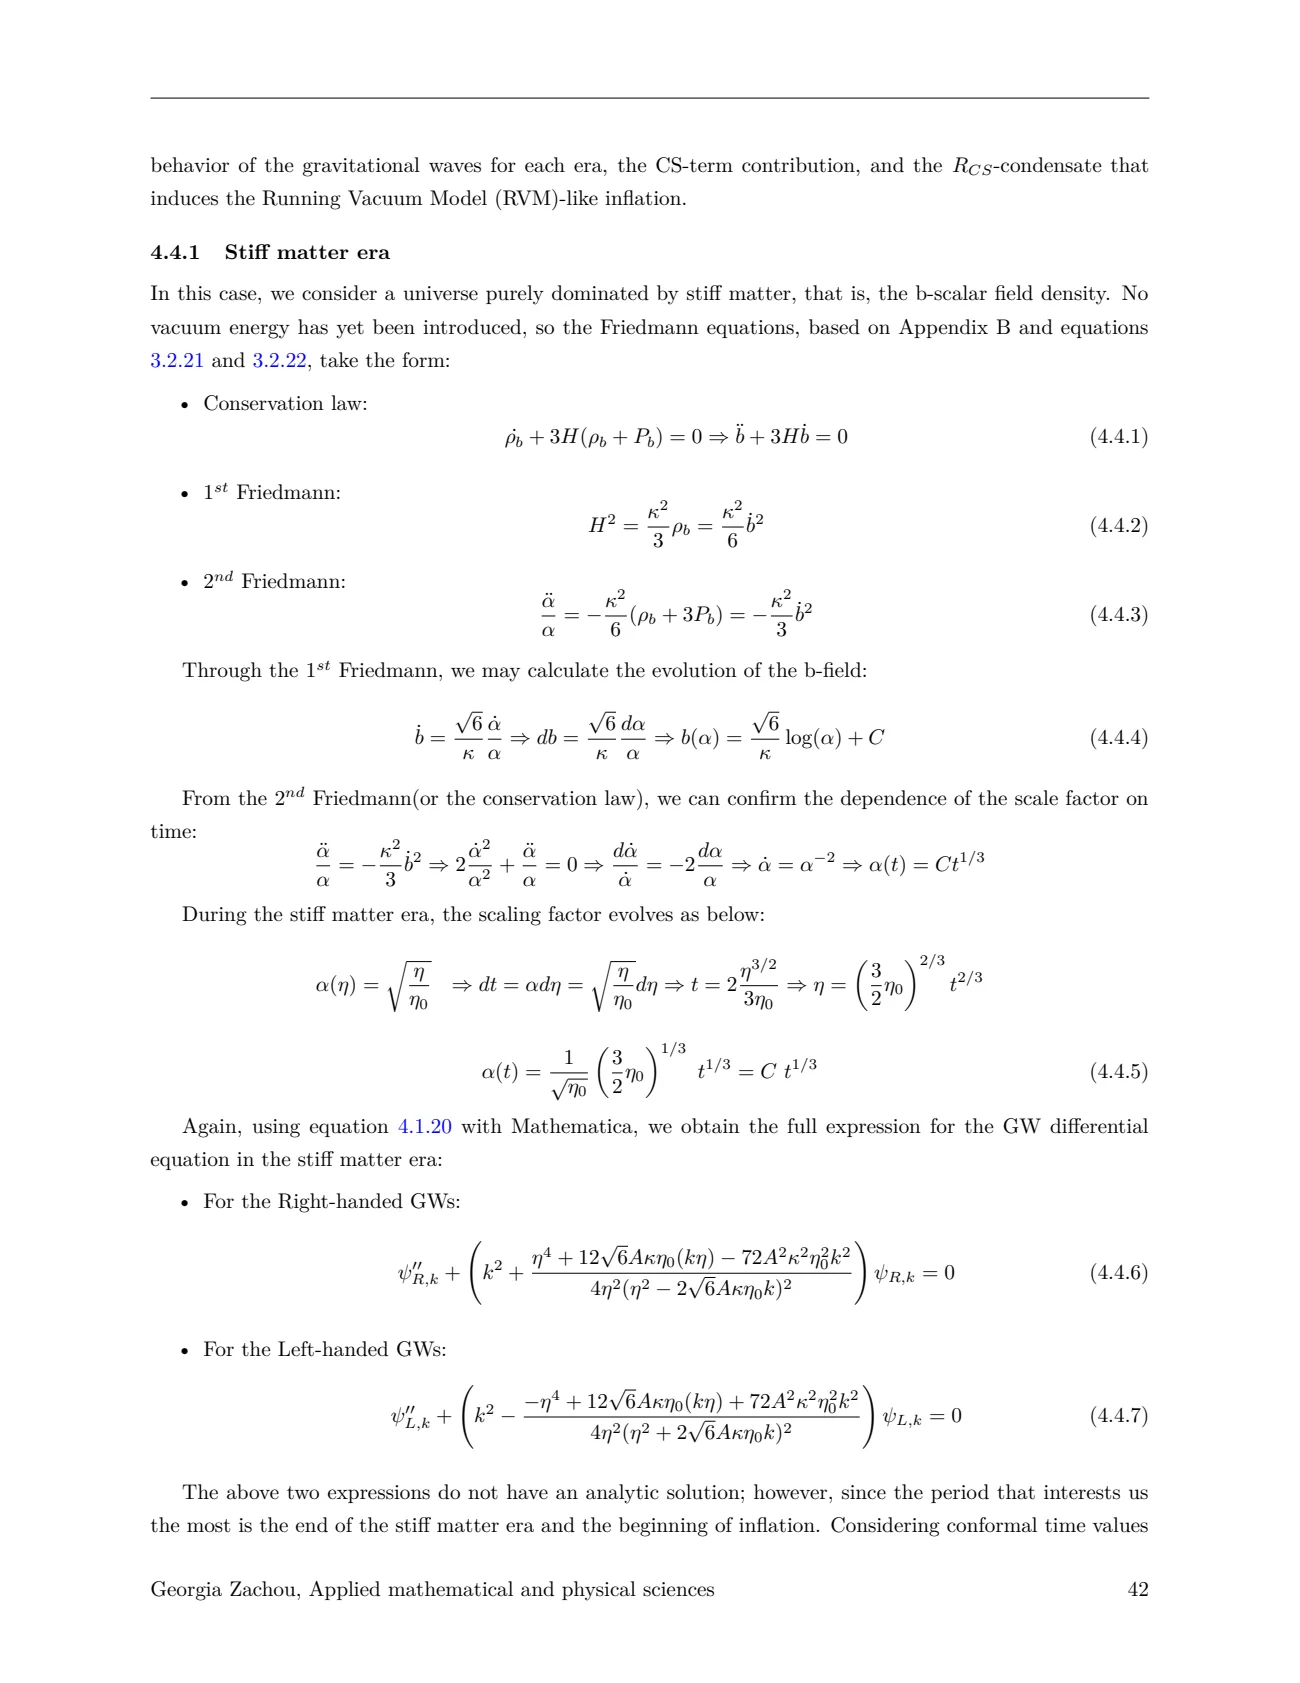 behavior of the gravitational waves for each era, the CS-term contribution, and the $R_{CS}$-condensate that
induces the Running Vacuum Model (RVM)-like inflation.
4.4.1 Stiff matter era
In this case, we consider a universe purely dominated by stiff matter, that is, the b-scalar field density. No
vacuum energy has yet been introduced, so the Friedmann equations, based on Appendix B and equations
3.2.21 and 3.2.22, take the form:
• Conservation law:
$\dot{\rho_b} + 3H(\rho_b + P_b) = 0 \Rightarrow \ddot{b} + 3H\dot{b} = 0$ (4.4.1)
• $1^{st}$ Friedmann:
$H^2 = \frac{\kappa^2}{3}\rho_b = \frac{\kappa^2}{6}\dot{b}^2$ (4.4.2)
• $2^{nd}$ Friedmann:
$\frac{\ddot{\alpha}}{\alpha} = -\frac{\kappa^2}{6}(\rho_b + 3P_b) = -\frac{\kappa^2}{3}\dot{b}^2$ (4.4.3)
Through the $1^{st}$ Friedmann, we may calculate the evolution of the b-field:
$\dot{b} = \frac{\sqrt{6}}{\kappa}\frac{\dot{\alpha}}{\alpha} \Rightarrow db = \frac{\sqrt{6}}{\kappa}\frac{d\alpha}{\alpha} \Rightarrow b(\alpha) = \frac{\sqrt{6}}{\kappa}\log(\alpha) + C$ (4.4.4)
From the $2^{nd}$ Friedmann(or the conservation law), we can confirm the dependence of the scale factor on
time:
$\frac{\ddot{\alpha}}{\alpha} = -\frac{\kappa^2}{3}\dot{b}^2 \Rightarrow 2\frac{\dot{\alpha}^2}{\alpha^2} + \frac{\ddot{\alpha}}{\alpha} = 0 \Rightarrow \frac{d\dot{\alpha}}{\dot{\alpha}} = -2\frac{d\alpha}{\alpha} \Rightarrow \dot{\alpha} = \alpha^{-2} \Rightarrow \alpha(t) = Ct^{1/3}$
During the stiff matter era, the scaling factor evolves as below:
$\alpha(\eta) = \sqrt{\frac{\eta}{\eta_0}} \Rightarrow dt = \alpha d\eta = \sqrt{\frac{\eta}{\eta_0}}d\eta \Rightarrow t = 2\frac{\eta^{3/2}}{3\eta_0} \Rightarrow \eta = \left(\frac{3}{2}\eta_0\right)^{2/3} t^{2/3}$
$\alpha(t) = \frac{1}{\sqrt{\eta_0}}\left(\frac{3}{2}\eta_0\right)^{1/3} t^{1/3} = C\ t^{1/3}$ (4.4.5)
Again, using equation 4.1.20 with Mathematica, we obtain the full expression for the GW differential
equation in the stiff matter era:
• For the Right-handed GWs:
$\psi''_{R,k} + \left(k^2 + \frac{\eta^4 + 12\sqrt{6}A\kappa\eta_0(k\eta) - 72A^2\kappa^2\eta_0^2k^2}{4\eta^2(\eta^2 - 2\sqrt{6}A\kappa\eta_0k)^2}\right)\psi_{R,k} = 0$ (4.4.6)
• For the Left-handed GWs:
$\psi''_{L,k} + \left(k^2 - \frac{-\eta^4 + 12\sqrt{6}A\kappa\eta_0(k\eta) + 72A^2\kappa^2\eta_0^2k^2}{4\eta^2(\eta^2 + 2\sqrt{6}A\kappa\eta_0k)^2}\right)\psi_{L,k} = 0$ (4.4.7)
The above two expressions do not have an analytic solution; however, since the period that interests us
the most is the end of the stiff matter era and the beginning of inflation. Considering conformal time values
Georgia Zachou, Applied mathematical and physical sciences 42